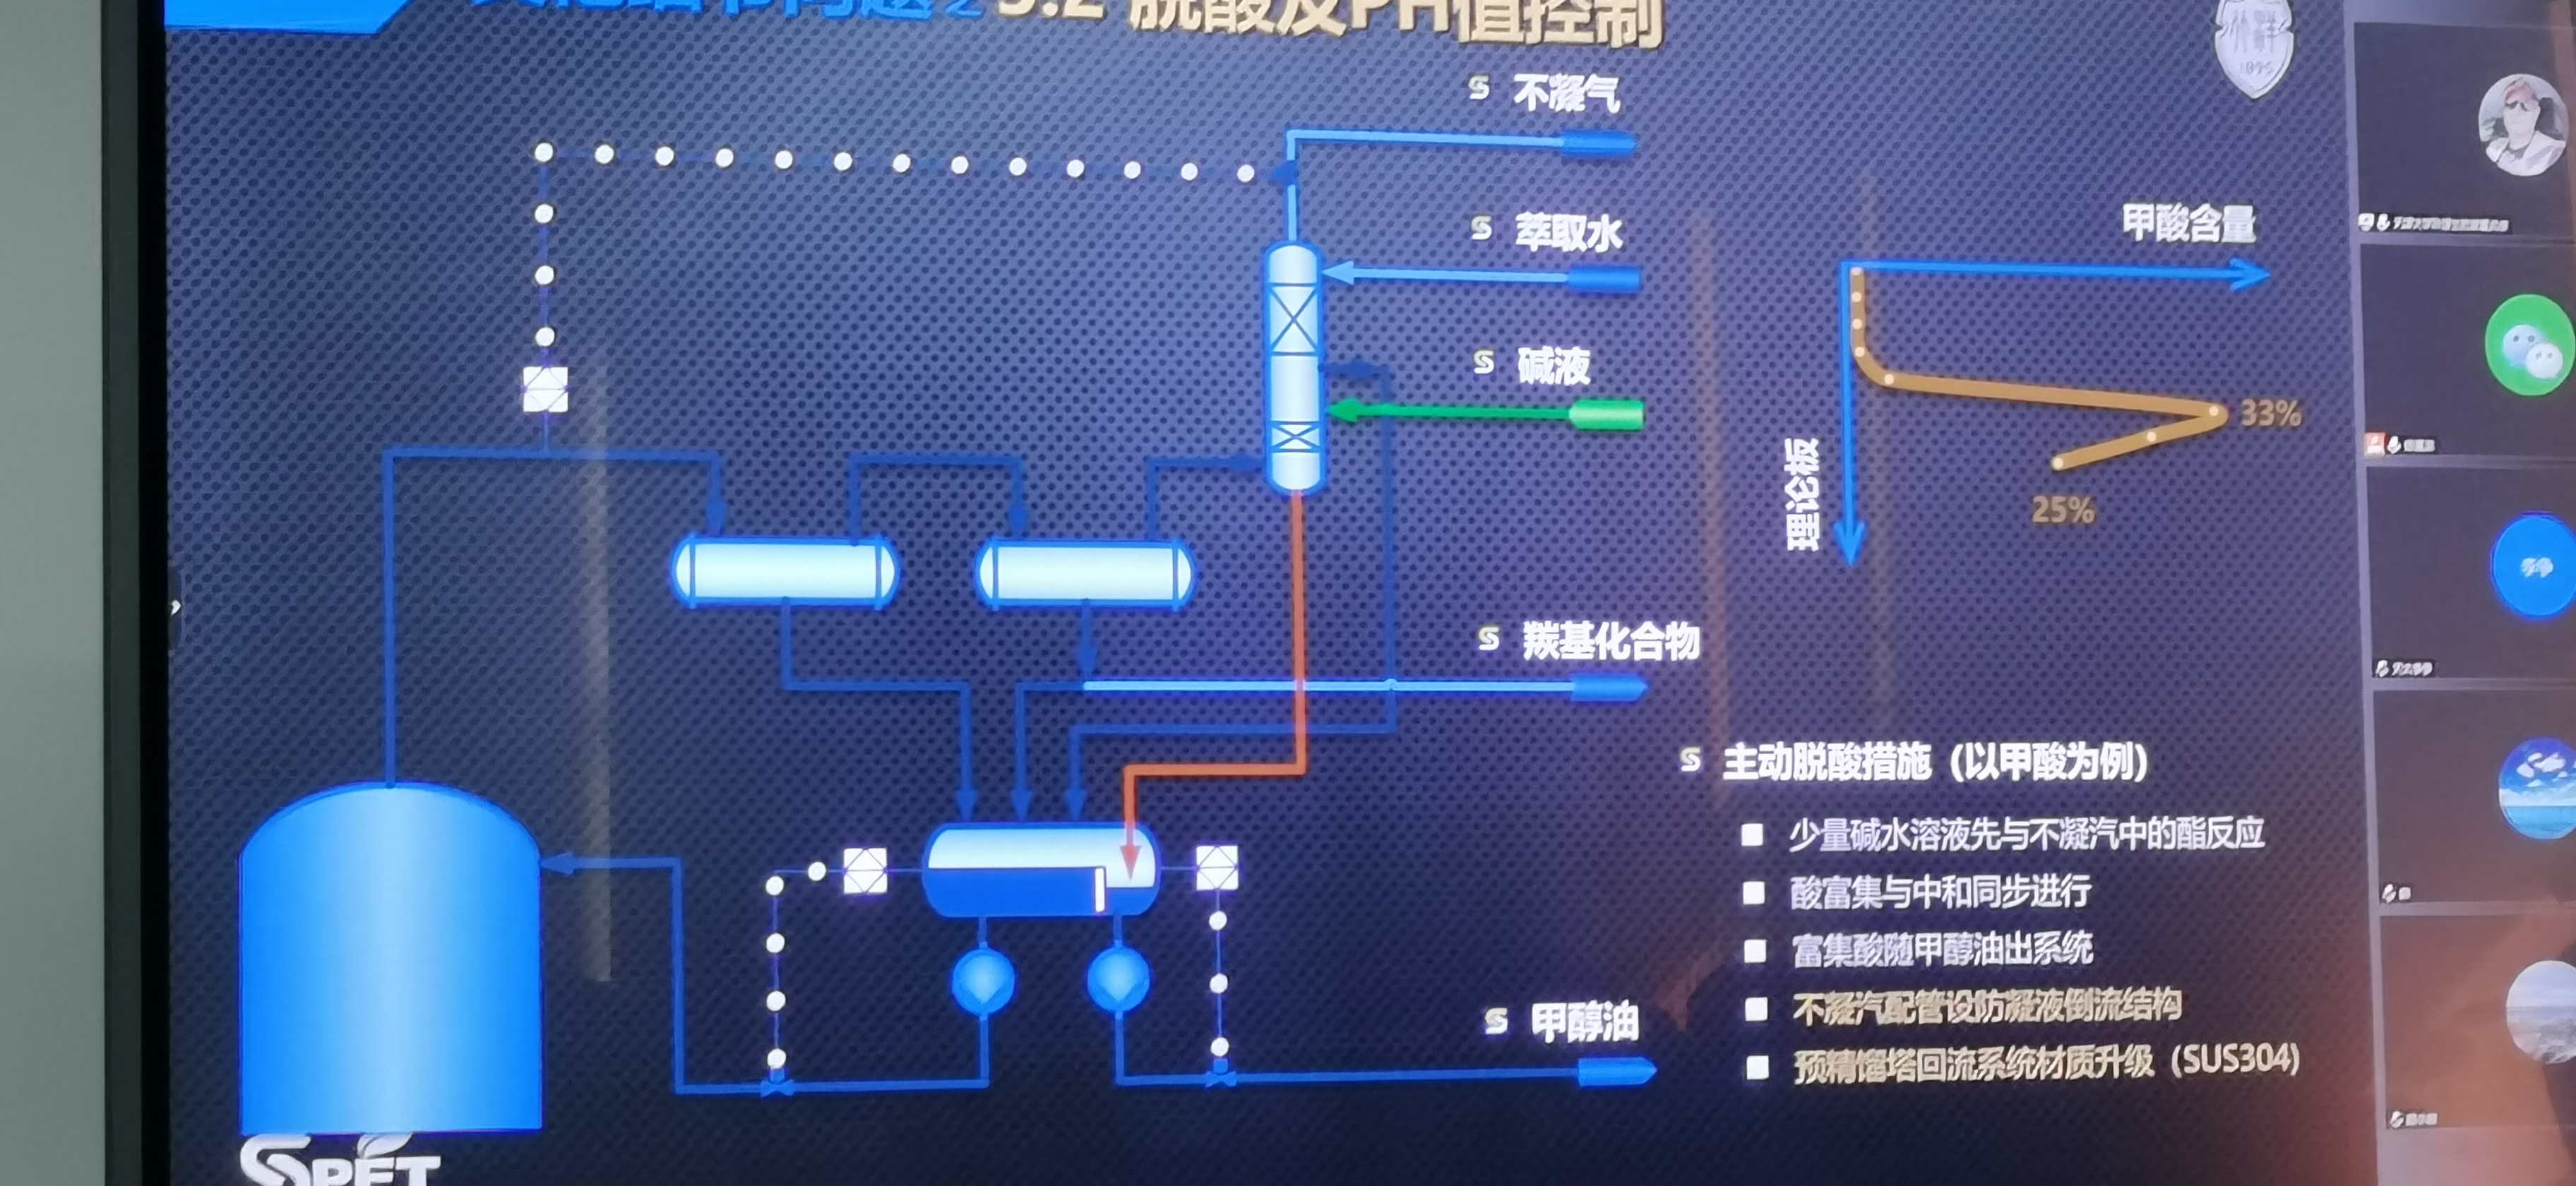 3.2 脱酸及PH值控制
不凝气
萃取水
碱液
羰基化合物
甲醇油
甲酸含量
理论板
33%
25%
主动脱酸措施（以甲酸为例）
少量碱水溶液先与不凝汽中的酯反应
酸富集与中和同步进行
富集酸随甲醇油出系统
不凝汽配管设防凝液倒流结构
预精馏塔回流系统材质升级（SUS304）
SPET
1895